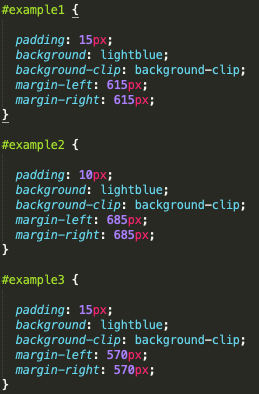 #example1 {
padding: 15px;
background: lightblue;
background-clip: background-clip;
margin-left: 615px;
margin-right: 615px;
}
#example2 {
padding: 10px;
background: lightblue;
background-clip: background-clip;
margin-left: 685px;
margin-right: 685px;
}
#example3 {
padding: 15px;
background: lightblue;
background-clip: background-clip;
margin-left: 570px;
margin-right: 570px;
}